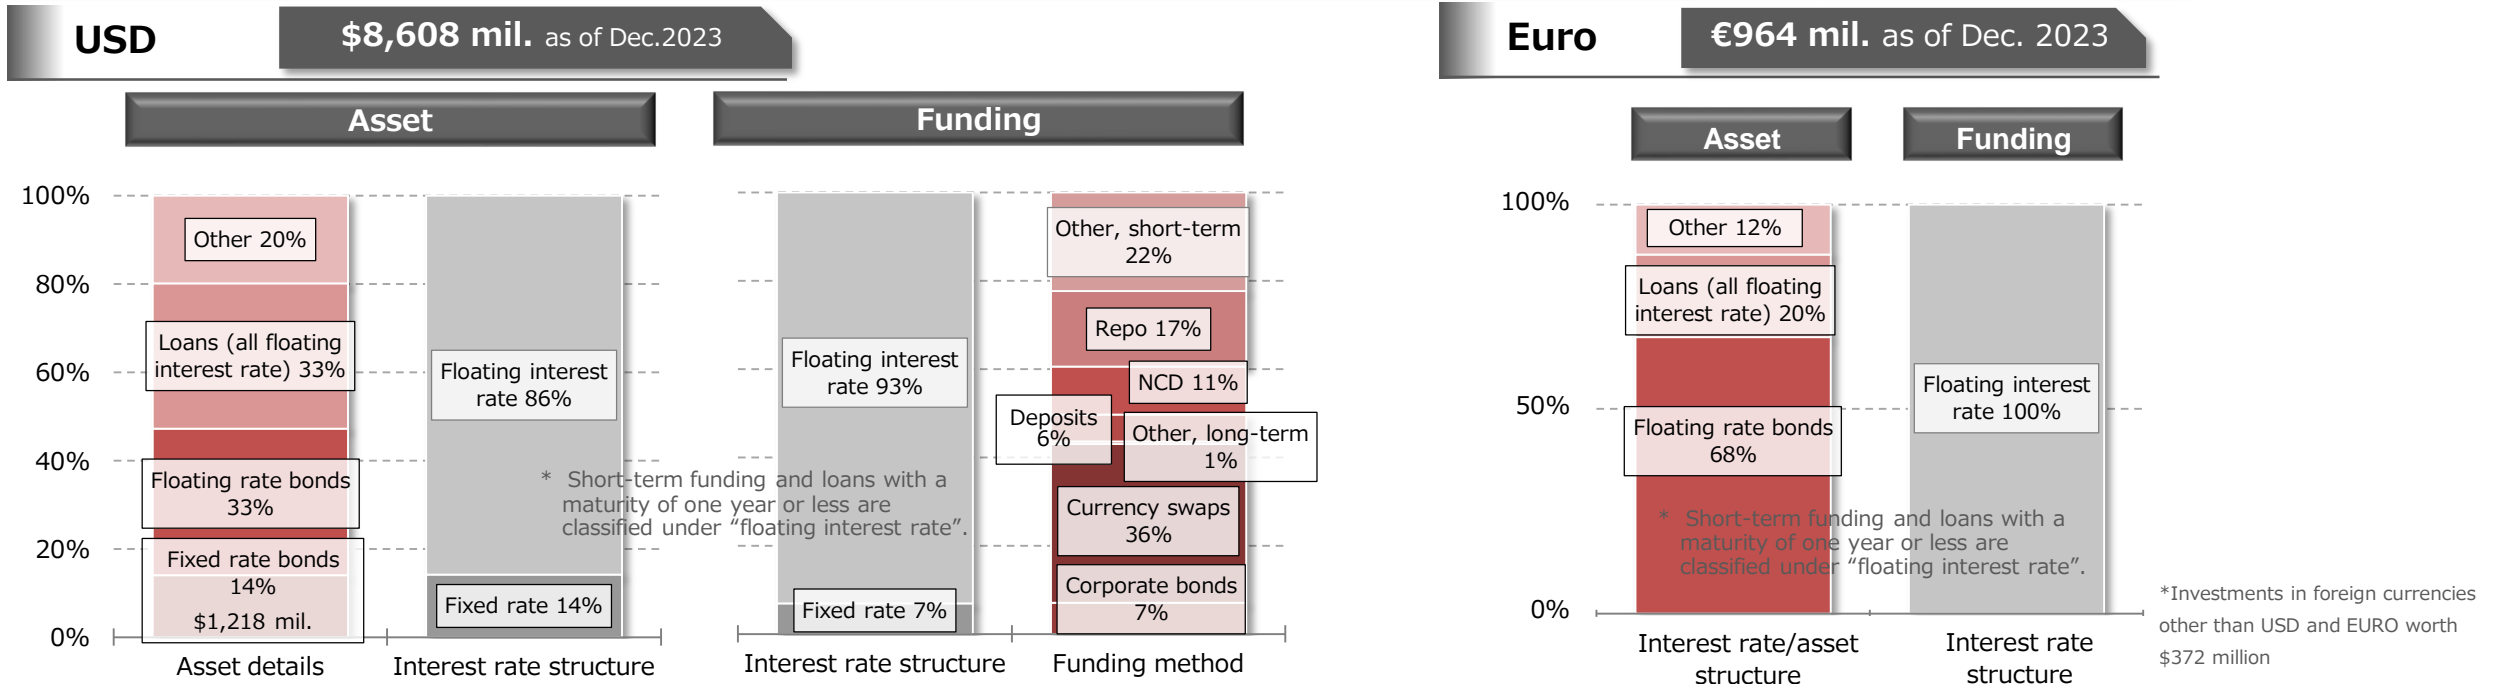 USD
$8,608 mil. as of Dec.2023
Asset
Funding
100%
80%
60%
40%
20%
0%
Other 20%
Loans (all floating
interest rate) 33%
Floating rate bonds
33%
Fixed rate bonds
14%
$1,218 mil.
Asset details
Floating interest
rate 86%
Fixed rate 14%
Interest rate structure
Floating interest
rate 93%
Fixed rate 7%
Interest rate structure
Other, short-term
22%
Repo 17%
NCD 11%
Deposits
6%
Other, long-term
1%
Currency swaps
36%
Corporate bonds
7%
Funding method
* Short-term funding and loans with a
maturity of one year or less are
classified under “floating interest rate”.
Euro
€964 mil. as of Dec. 2023
Asset
Funding
100%
50%
0%
Other 12%
Loans (all floating
interest rate) 20%
Floating rate bonds
68%
Interest rate/asset
structure
Floating interest
rate 100%
Interest rate
structure
* Short-term funding and loans with a
maturity of one year or less are
classified under “floating interest rate”.
*Investments in foreign currencies
other than USD and EURO worth
$372 million